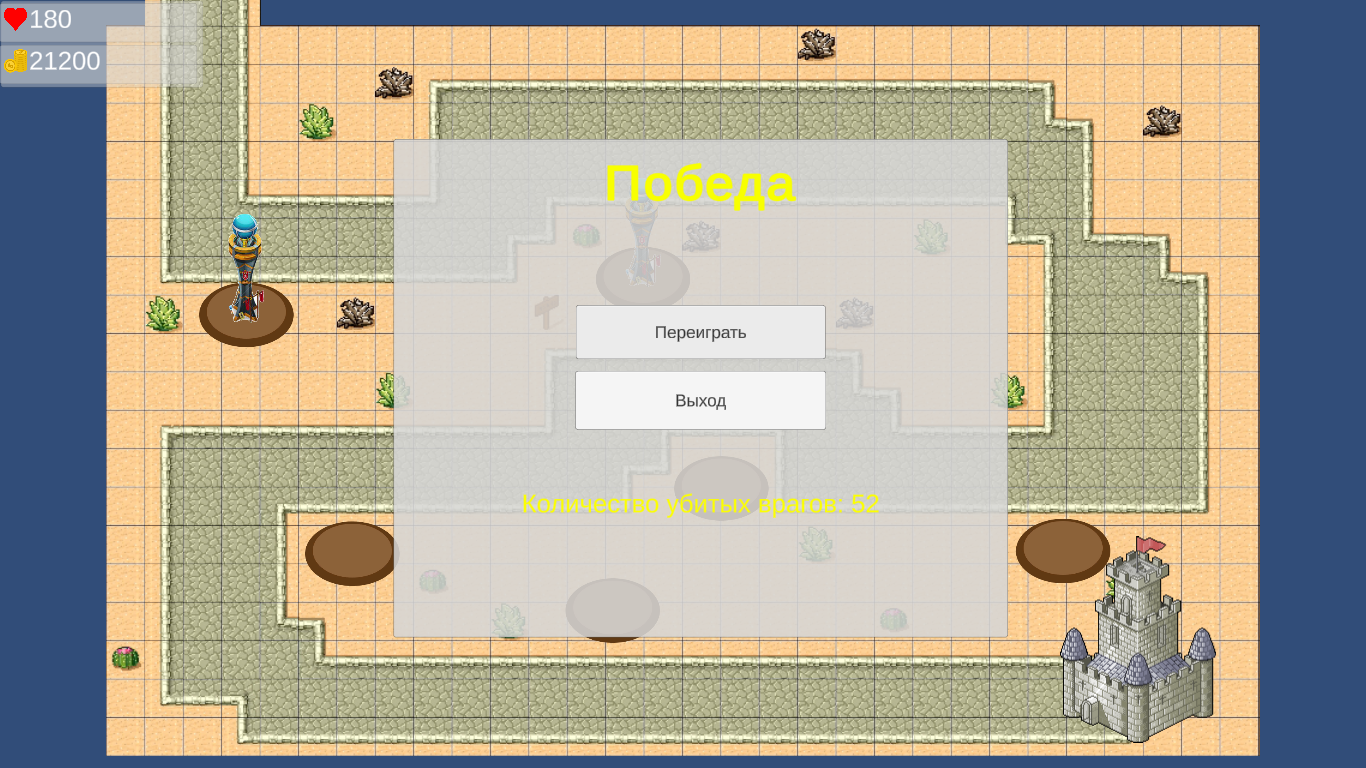 180
21200
Победа
Переиграть
Выход
Количество убитых врагов: 52